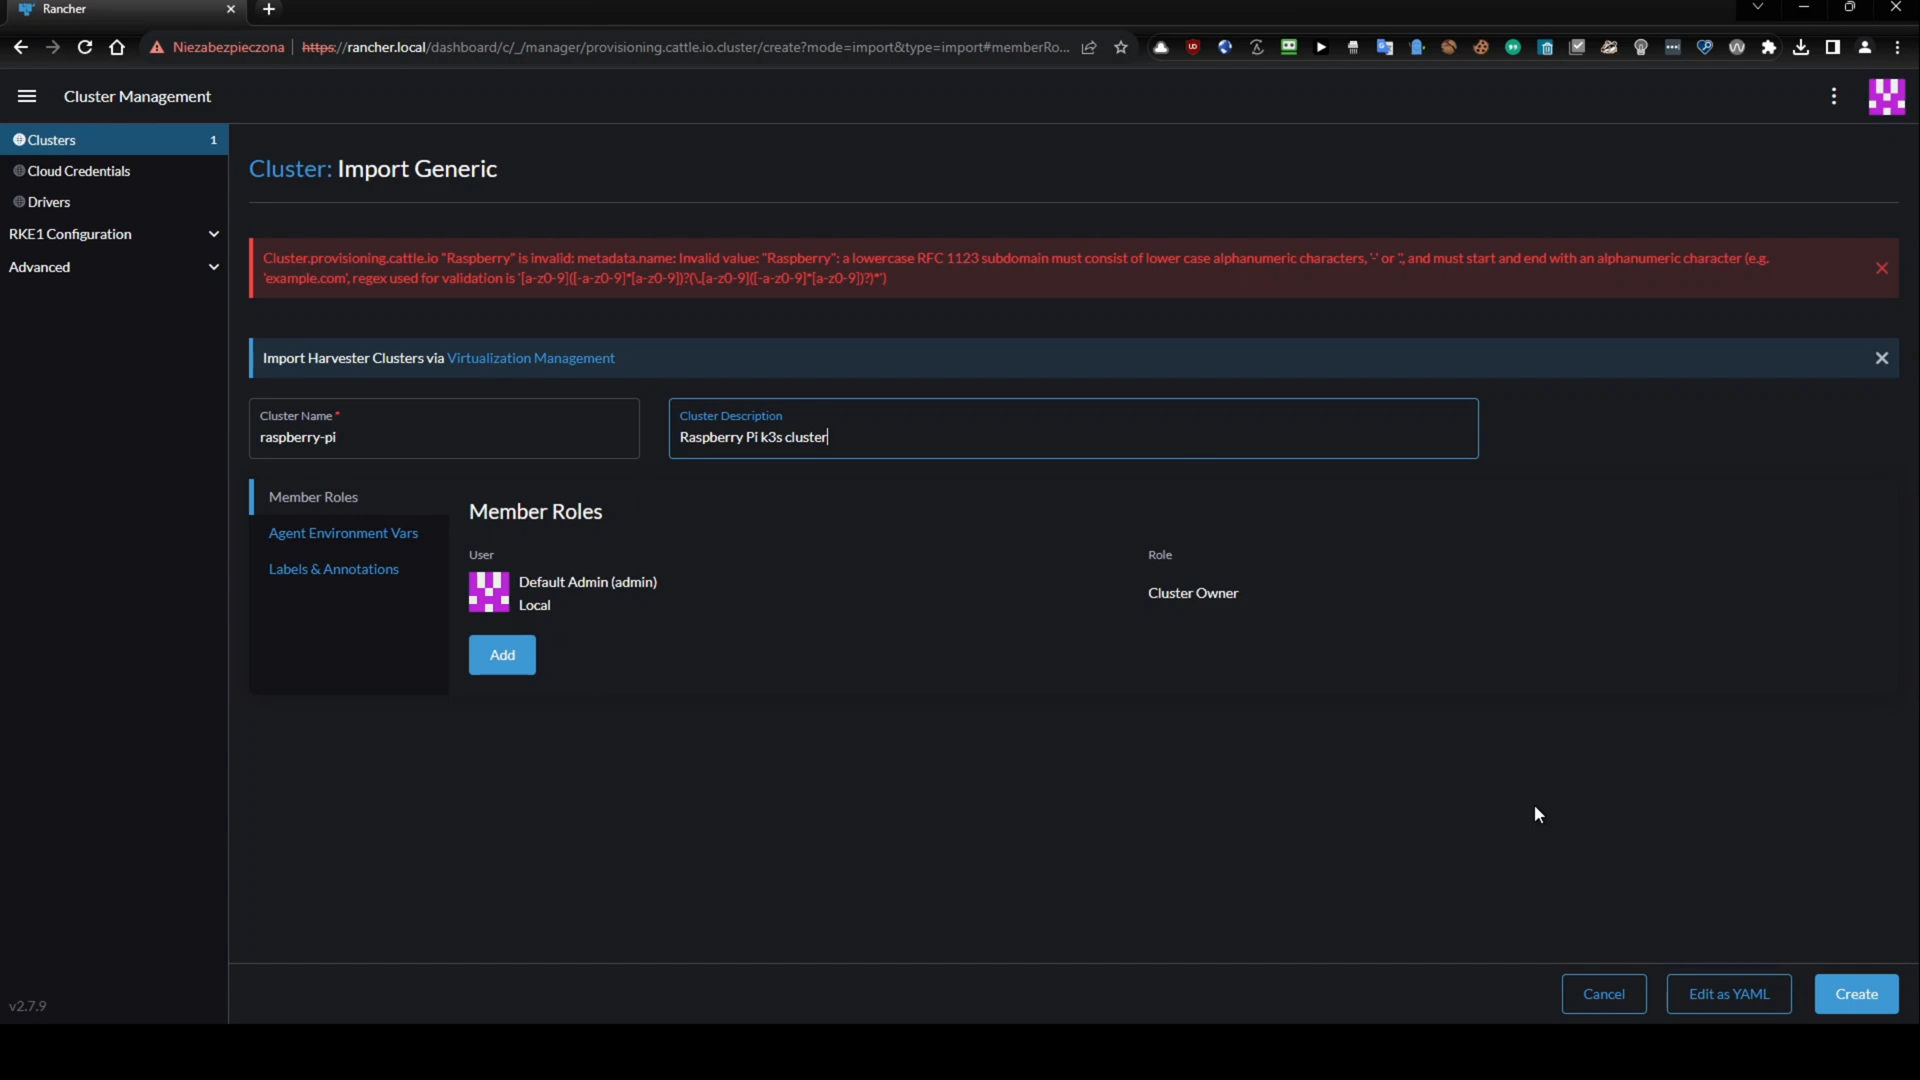 Rancher
Niezabezpieczona | https://rancher.local/dashboard/c/_/manager/provisioning.cattle.io.cluster/create?mode=import&type=import#memberRo...
Cluster Management
Clusters 1
Cloud Credentials
Drivers
RKE1 Configuration
Advanced
Cluster: Import Generic
Cluster.provisioning.cattle.io "Raspberry" is invalid: metadata.name: Invalid value: "Raspberry": a lowercase RFC 1123 subdomain must consist of lower case alphanumeric characters, '-' or '.', and must start and end with an alphanumeric character (e.g.
'example.com', regex used for validation is '[a-z0-9]([-a-z0-9]*[a-z0-9])?(\.[a-z0-9]([-a-z0-9]*[a-z0-9])?)*')
Import Harvester Clusters via Virtualization Management
Cluster Name *
raspberry-pi
Cluster Description
Raspberry Pi k3s cluster
Member Roles
Agent Environment Vars
Labels & Annotations
Member Roles
User Role
Default Admin (admin)
Local
Cluster Owner
Add
v2.7.9
Cancel
Edit as YAML
Create